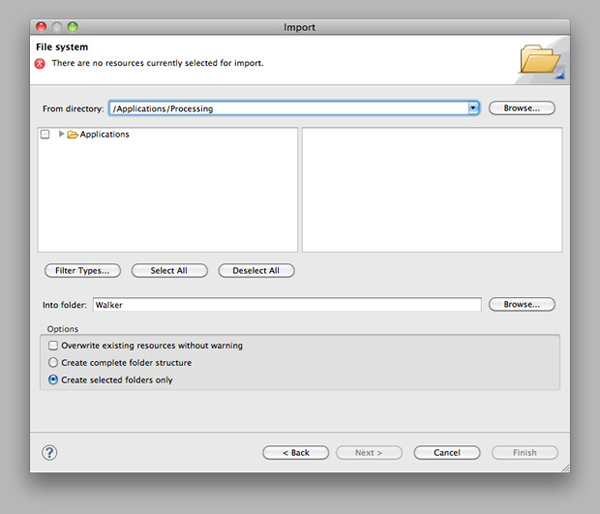 Import
File system
There are no resources currently selected for import.
From directory: /Applications/Processing Browse...
Applications
Filter Types... Select All Deselect All
Into folder: Walker Browse...
Options
Overwrite existing resources without warning
Create complete folder structure
Create selected folders only
? < Back Next > Cancel Finish